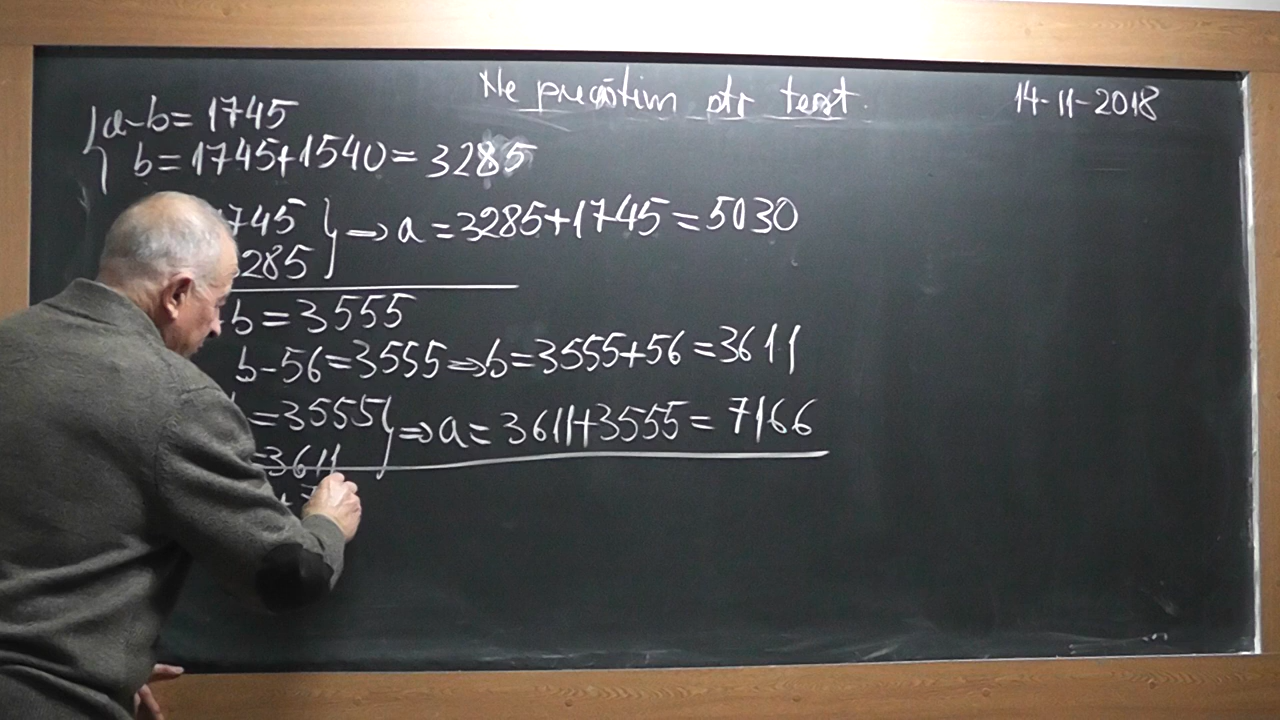 Ne pregătim ptr test.
14-11-2018
a-b= 1745
b=1745+1540=3285
745
285 } ⇒ a=3285+1745=5030
b=3555
b-56=3555⇒b=3555+56=3611
=3555
=3611 } ⇒a=3611+3555=7166